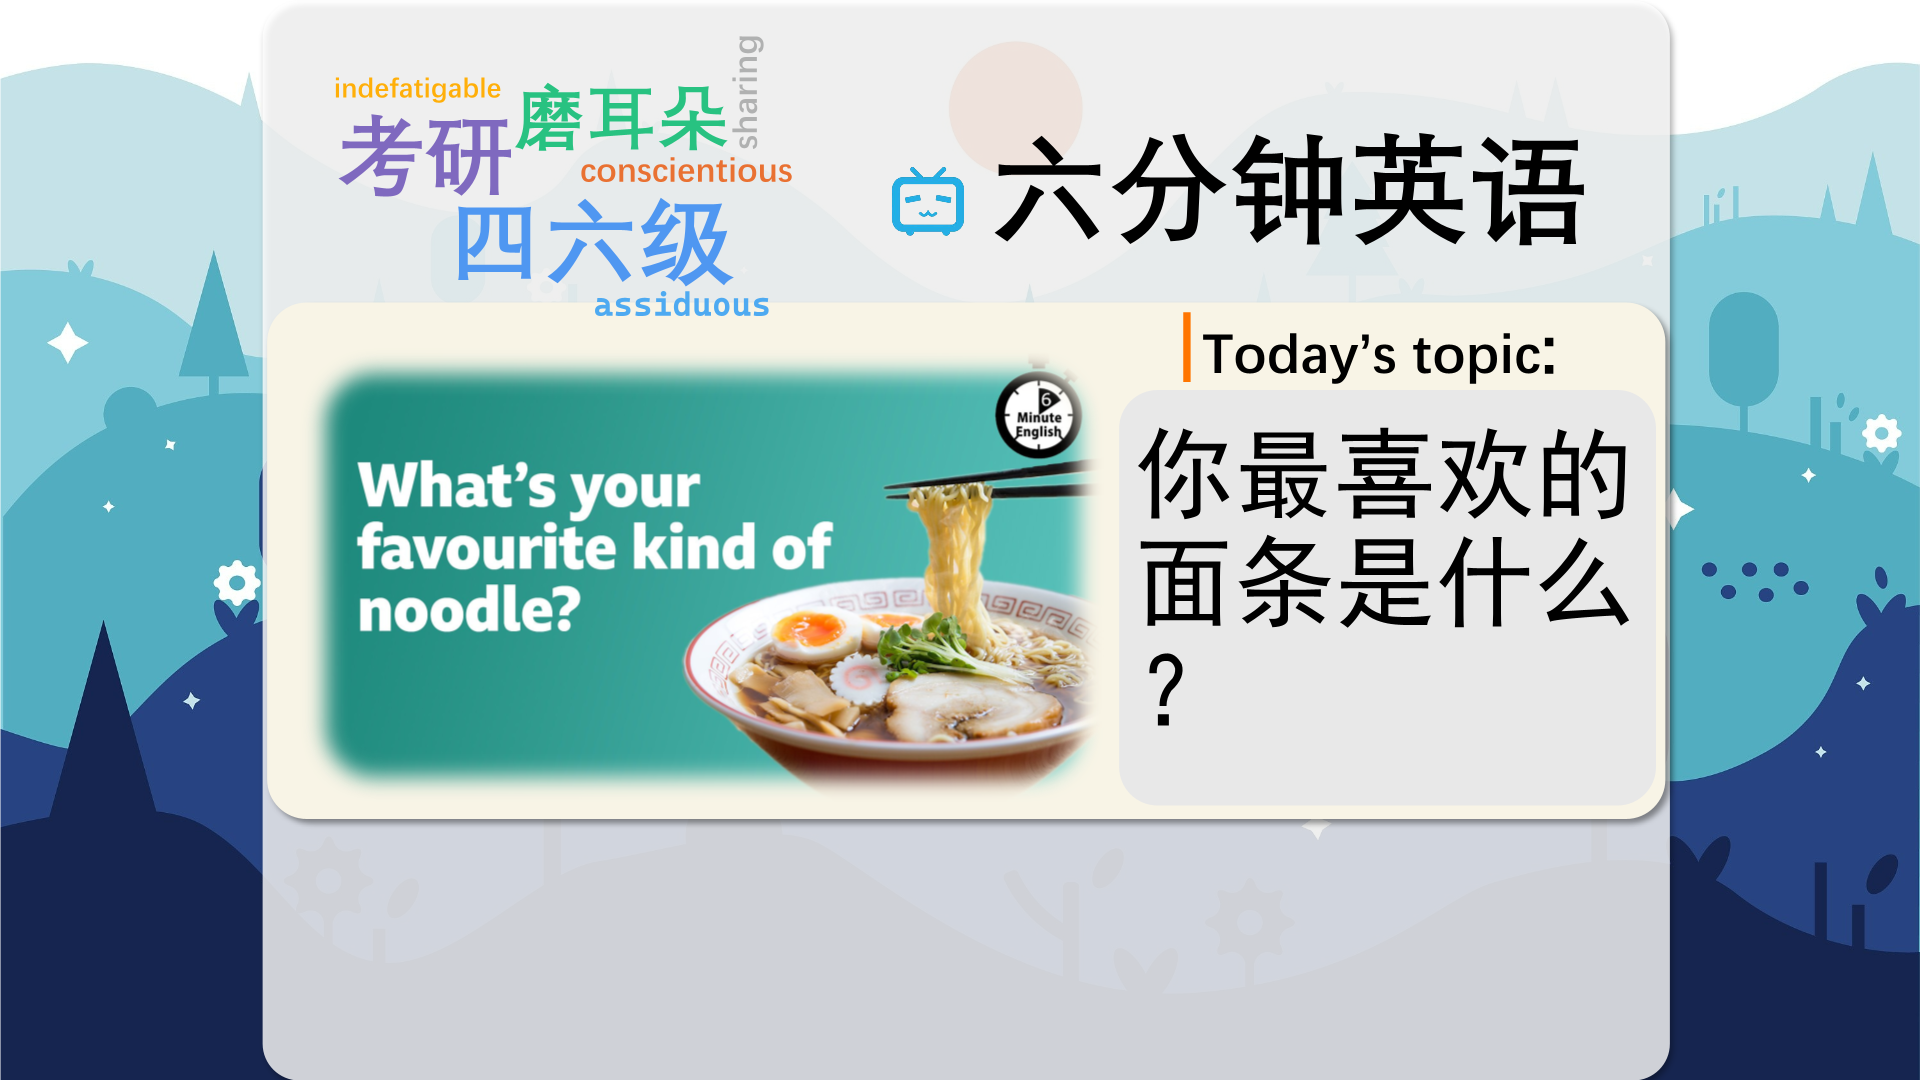 indefatigable
考研
磨耳朵
sharing
conscientious
四六级
assiduous
六分钟英语
Today’s topic:
What’s your
favourite kind of
noodle?
6
Minute
English
你最喜欢的
面条是什么
？